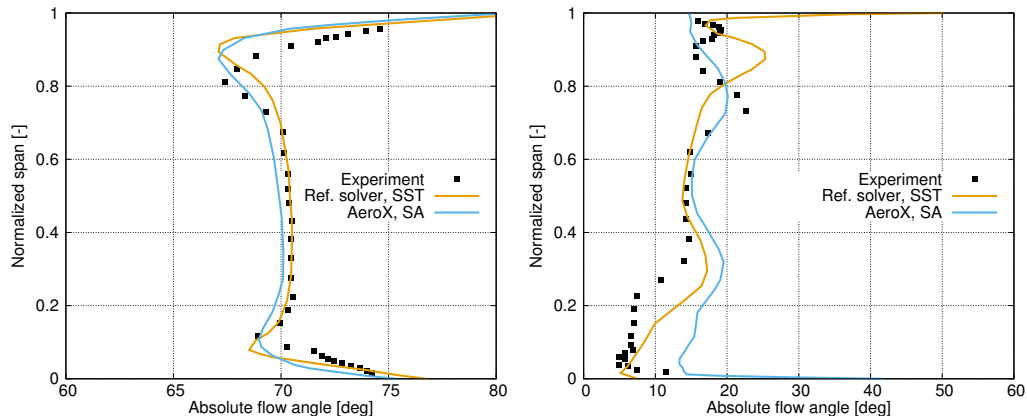 Normalized span [-]
1
0.8
0.6
0.4
0.2
0
60
65
70
75
80
Absolute flow angle [deg]
Experiment
Ref. solver, SST
AeroX, SA
Normalized span [-]
1
0.8
0.6
0.4
0.2
0
0
10
20
30
40
50
60
Absolute flow angle [deg]
Experiment
Ref. solver, SST
AeroX, SA